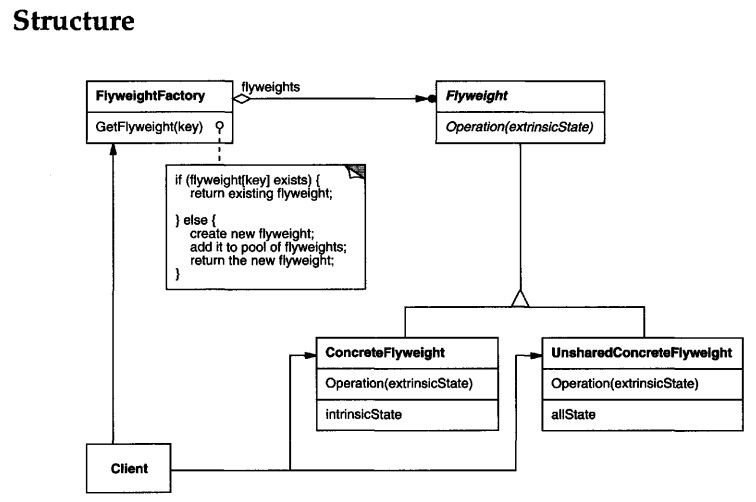 Structure
flyweights
FlyweightFactory
GetFlyweight(key)
Flyweight
Operation(extrinsicState)
if (flyweight[key] exists) {
return existing flyweight;
} else {
create new flyweight;
add it to pool of flyweights;
return the new flyweight;
}
ConcreteFlyweight
Operation(extrinsicState)
intrinsicState
UnsharedConcreteFlyweight
Operation(extrinsicState)
allState
Client